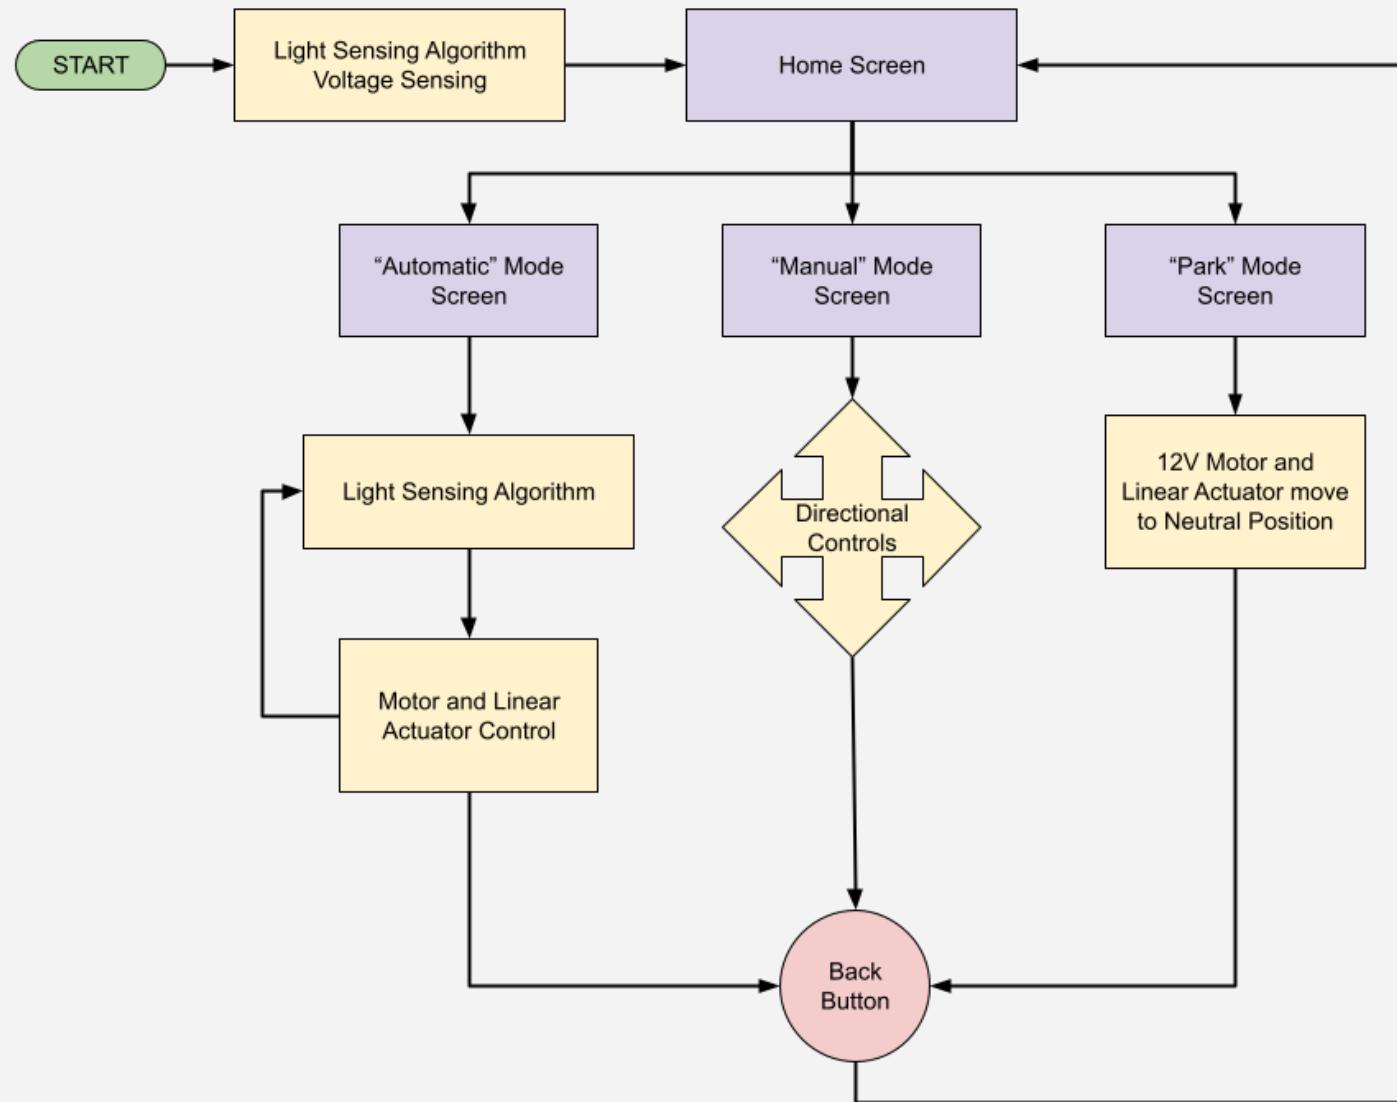 START
Light Sensing Algorithm
Voltage Sensing
Home Screen
“Automatic” Mode
Screen
“Manual” Mode
Screen
“Park” Mode
Screen
Light Sensing Algorithm
Directional
Controls
12V Motor and
Linear Actuator move
to Neutral Position
Motor and Linear
Actuator Control
Back
Button